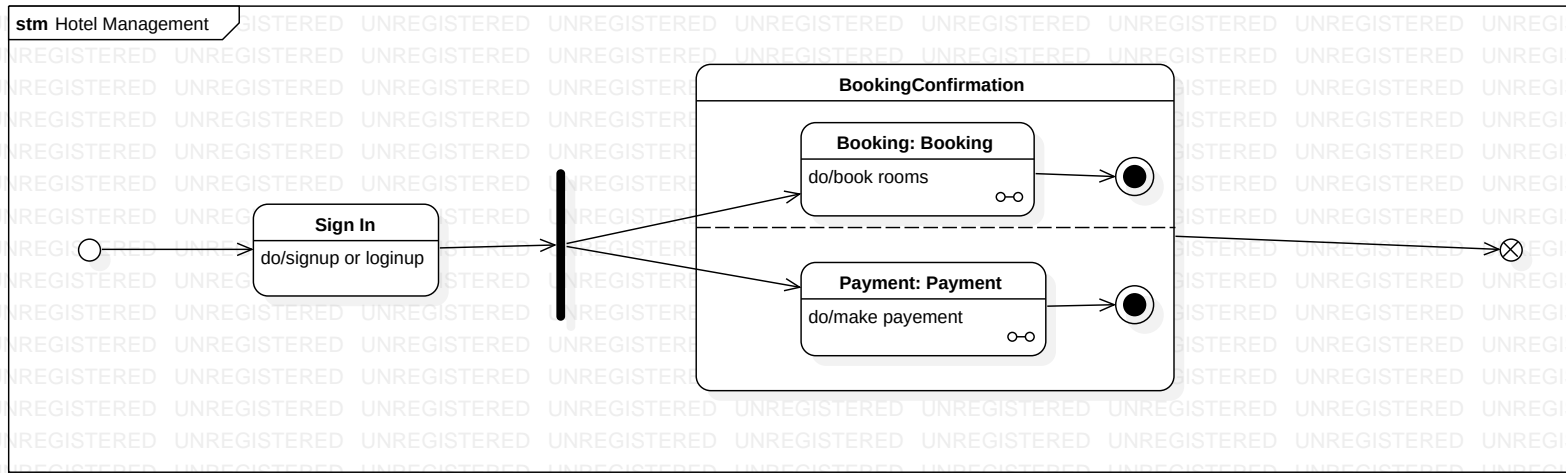 stm Hotel Management
BookingConfirmation
Booking: Booking
do/book rooms
Sign In
do/signup or loginup
Payment: Payment
do/make payement
UNREGISTERED